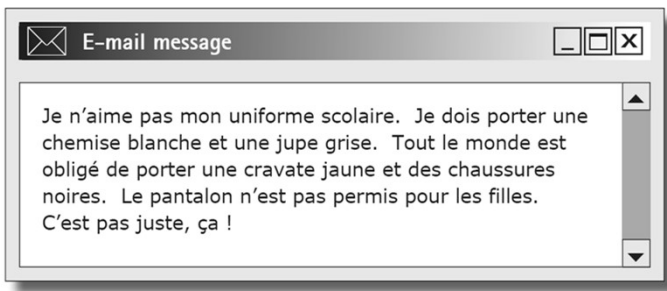 E-mail message
Je n'aime pas mon uniforme scolaire. Je dois porter une
chemise blanche et une jupe grise. Tout le monde est
obligé de porter une cravate jaune et des chaussures
noires. Le pantalon n'est pas permis pour les filles.
C'est pas juste, ça !